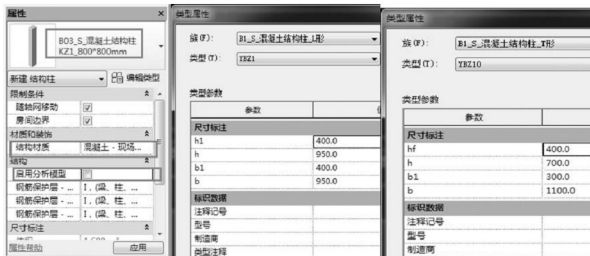 属性
B03_S_混凝土结构柱
KZ1_800*800mm
新建 结构柱
编辑类型
限制条件
随轴网移动
房间边界
材质和装饰
结构材质 混凝土 - 现场...
结构
启用分析模型
钢筋保护层 - ... I, (梁、柱、...
钢筋保护层 - ... I, (梁、柱、...
钢筋保护层 - ... I, (梁、柱、...
尺寸标注
属性帮助 应用
类型属性
族(F): B1_S_混凝土结构柱_L形
类型(T): YBZ1
类型参数
参数
尺寸标注
h1 400.0
h 950.0
b1 400.0
b 950.0
标识数据
注释记号
型号
制造商
类型注释
类型属性
族(F): B1_S_混凝土结构柱_T形
类型(T): YBZ10
类型参数
参数
尺寸标注
hf 400.0
h 700.0
b1 300.0
b 1100.0
标识数据
注释记号
型号
制造商